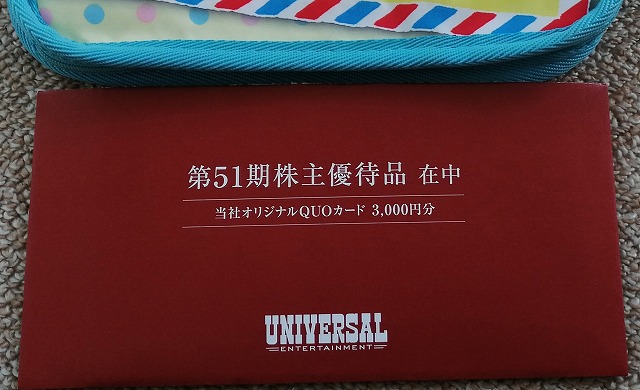 第51期株主優待品 在中
当社オリジナルQUOカード 3,000円分
UNIVERSAL
ENTERTAINMENT